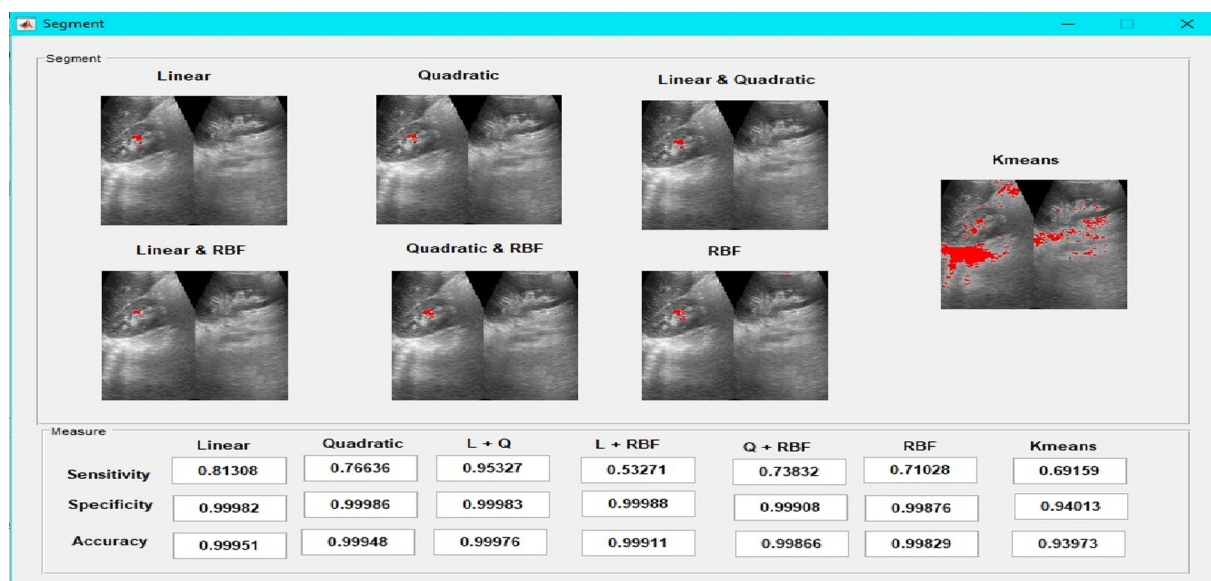 Segment
Segment
Linear Quadratic Linear & Quadratic
Kmeans
Linear & RBF Quadratic & RBF RBF
Measure
Linear Quadratic L + Q L + RBF Q + RBF RBF Kmeans
Sensitivity 0.81308 0.76636 0.95327 0.53271 0.73832 0.71028 0.69159
Specificity 0.99982 0.99986 0.99983 0.99988 0.99908 0.99876 0.94013
Accuracy 0.99951 0.99948 0.99976 0.99911 0.99866 0.99829 0.93973